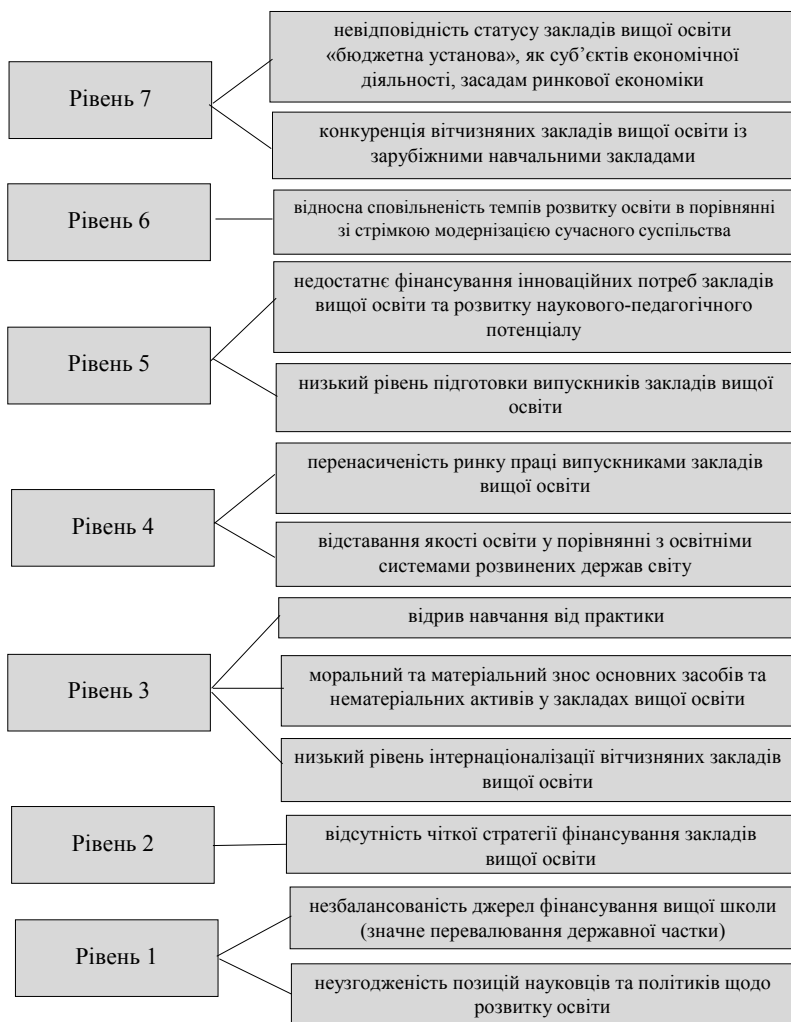 Рівень 7
невідповідність статусу закладів вищої освіти
«бюджетна установа», як суб’єктів економічної
діяльності, засадам ринкової економіки
конкуренція вітчизняних закладів вищої освіти із
зарубіжними навчальними закладами
Рівень 6
відносна сповільненість темпів розвитку освіти в порівнянні
зі стрімкою модернізацією сучасного суспільства
Рівень 5
недостатнє фінансування інноваційних потреб закладів
вищої освіти та розвитку наукового-педагогічного
потенціалу
низький рівень підготовки випускників закладів вищої
освіти
Рівень 4
перенасиченість ринку праці випускниками закладів
вищої освіти
відставання якості освіти у порівнянні з освітніми
системами розвинених держав світу
Рівень 3
відрив навчання від практики
моральний та матеріальний знос основних засобів та
нематеріальних активів у закладах вищої освіти
низький рівень інтернаціоналізації вітчизняних закладів
вищої освіти
Рівень 2
відсутність чіткої стратегії фінансування закладів
вищої освіти
Рівень 1
незбалансованість джерел фінансування вищої школи
(значне перевалювання державної частки)
неузгодженість позицій науковців та політиків щодо
розвитку освіти